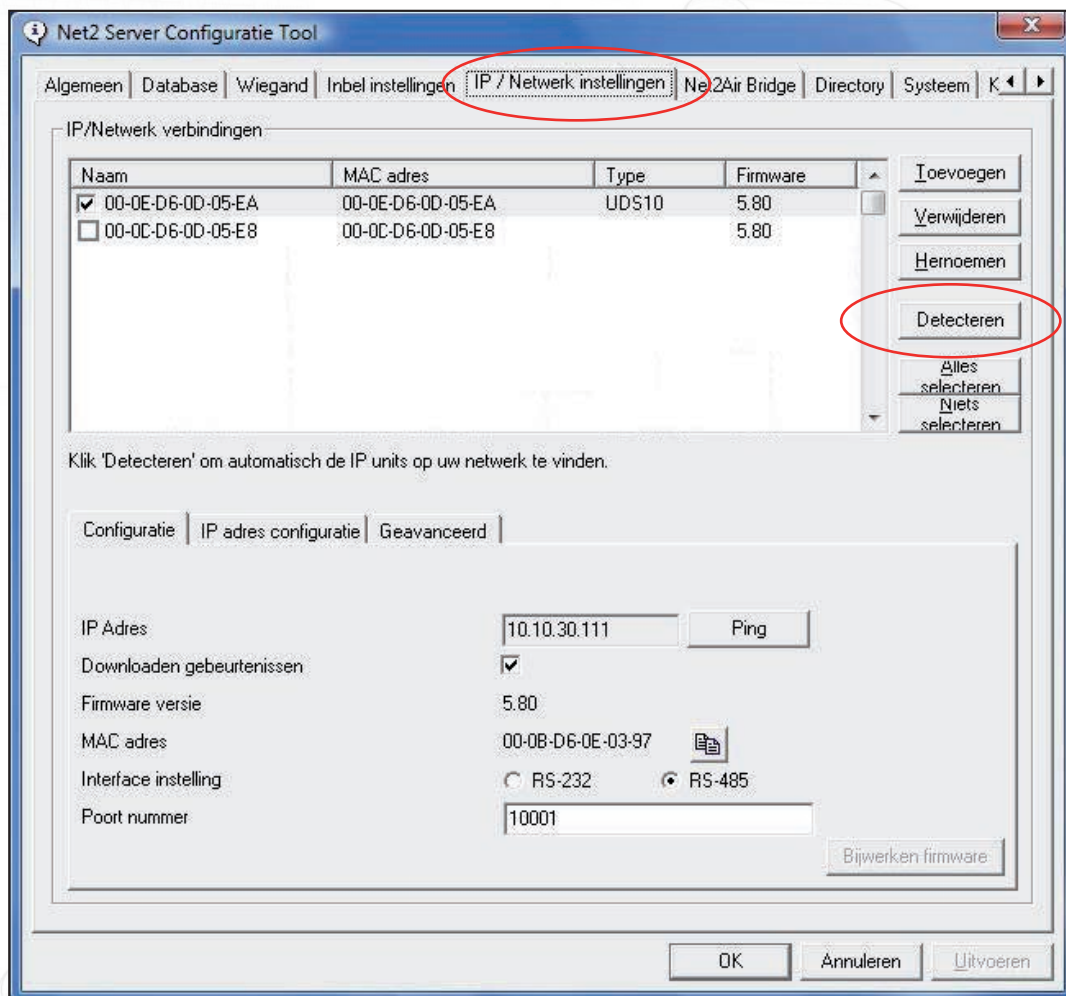 Net2 Server Configuratie Tool
Algemeen Database Wiegand Inbel instellingen IP / Netwerk instellingen Net2Air Bridge Directory Systeem K
IP/Netwerk verbindingen
Naam MAC adres Type Firmware
00-0E-D6-0D-05-EA 00-0E-D6-0D-05-EA UDS10 5.80
00-0E-D6-0D-05-E8 00-0E-D6-0D-05-E8 5.80
Toevoegen
Verwijderen
Hernoemen
Detecteren
Alles
selecteren
Niets
selecteren
Klik 'Detecteren' om automatisch de IP units op uw netwerk te vinden.
Configuratie IP adres configuratie Geavanceerd
IP Adres 10.10.30.111 Ping
Downloaden gebeurtenissen
Firmware versie 5.80
MAC adres 00-0B-D6-0E-03-97
Interface instelling RS-232 RS-485
Poort nummer 10001
Bijwerken firmware
OK Annuleren Uitvoeren